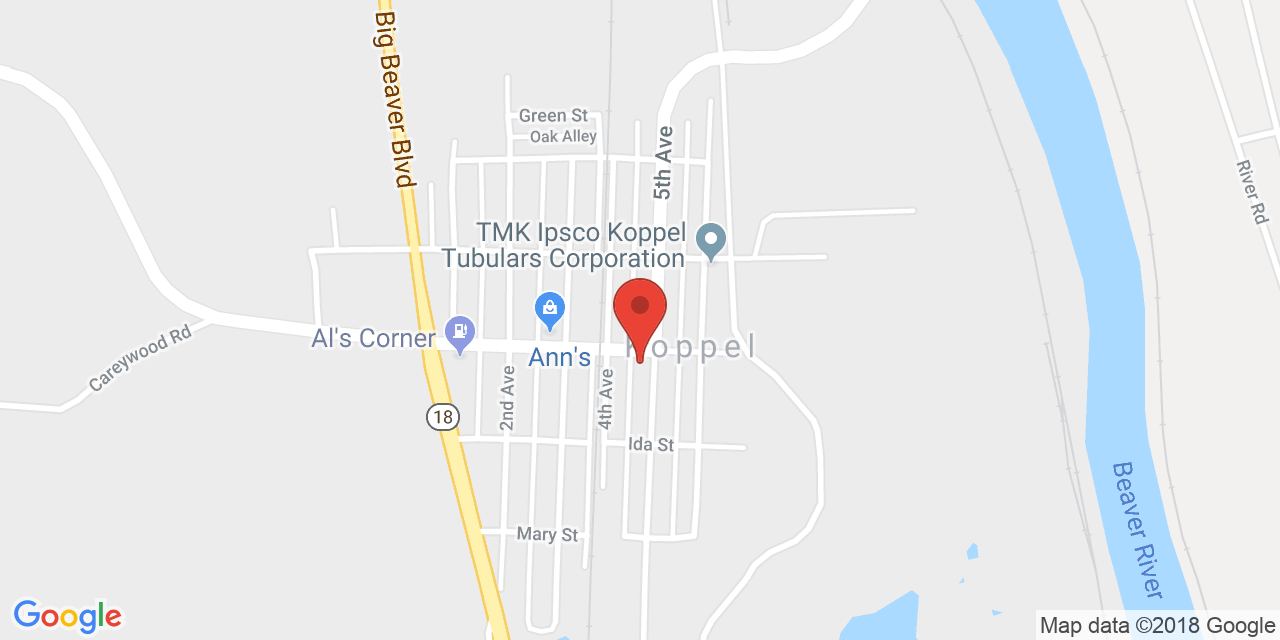 Big Beaver Blvd
Green St
Oak Alley
5th Ave
River Rd
TMK Ipsco Koppel
Tubulars Corporation
Al's Corner
Careywood Rd
Ann's
Koppel
2nd Ave
4th Ave
18
Ida St
Mary St
Beaver River
Google
Map data ©2018 Google